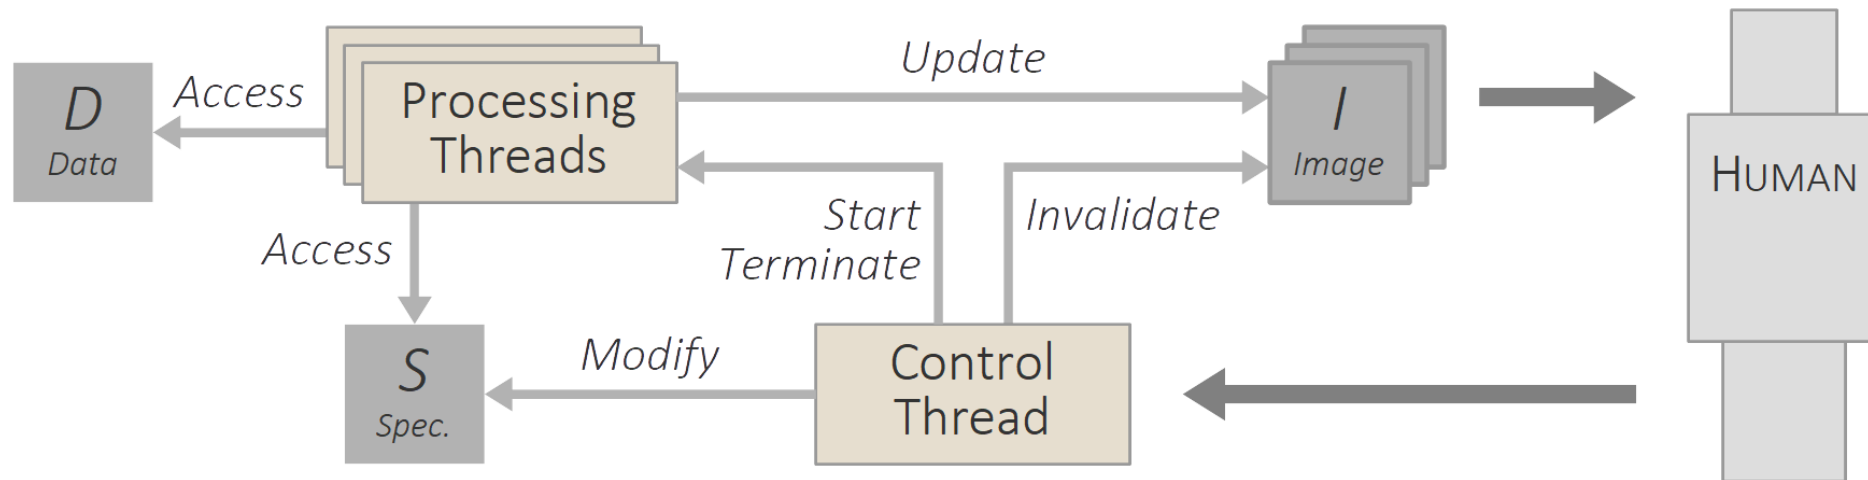 D
Data
Access
Processing
Threads
Update
I
Image
HUMAN
Access
Start
Terminate
Invalidate
S
Spec.
Modify
Control
Thread